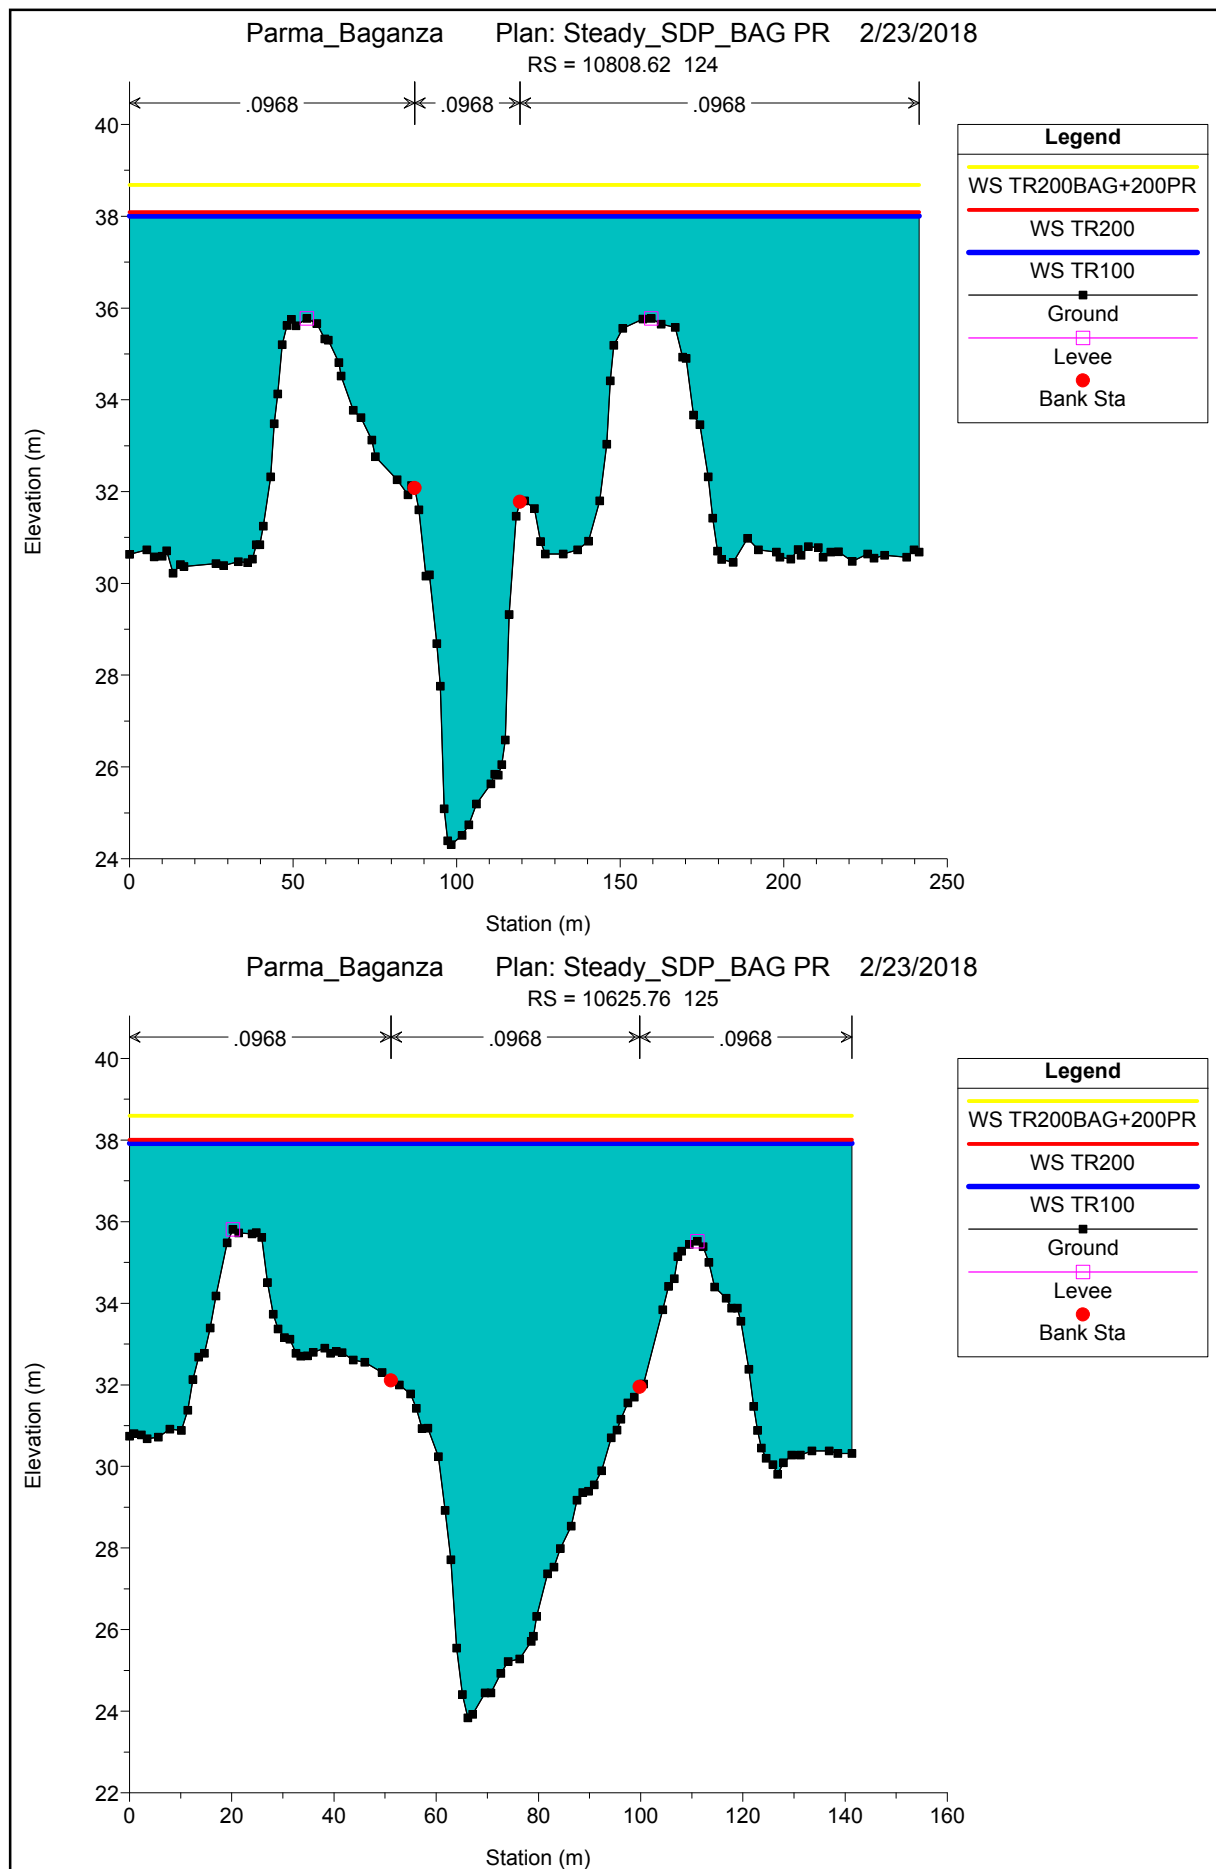 Parma_Baganza Plan: Steady_SDP_BAG PR 2/23/2018
RS = 10808.62 124
.0968 .0968 .0968
40
38
36
34
32
30
28
26
24
Elevation (m)
0 50 100 150 200 250
Station (m)
Legend
WS TR200BAG+200PR
WS TR200
WS TR100
Ground
Levee
Bank Sta
Parma_Baganza Plan: Steady_SDP_BAG PR 2/23/2018
RS = 10625.76 125
.0968 .0968 .0968
40
38
36
34
32
30
28
26
24
22
Elevation (m)
0 20 40 60 80 100 120 140 160
Station (m)
Legend
WS TR200BAG+200PR
WS TR200
WS TR100
Ground
Levee
Bank Sta